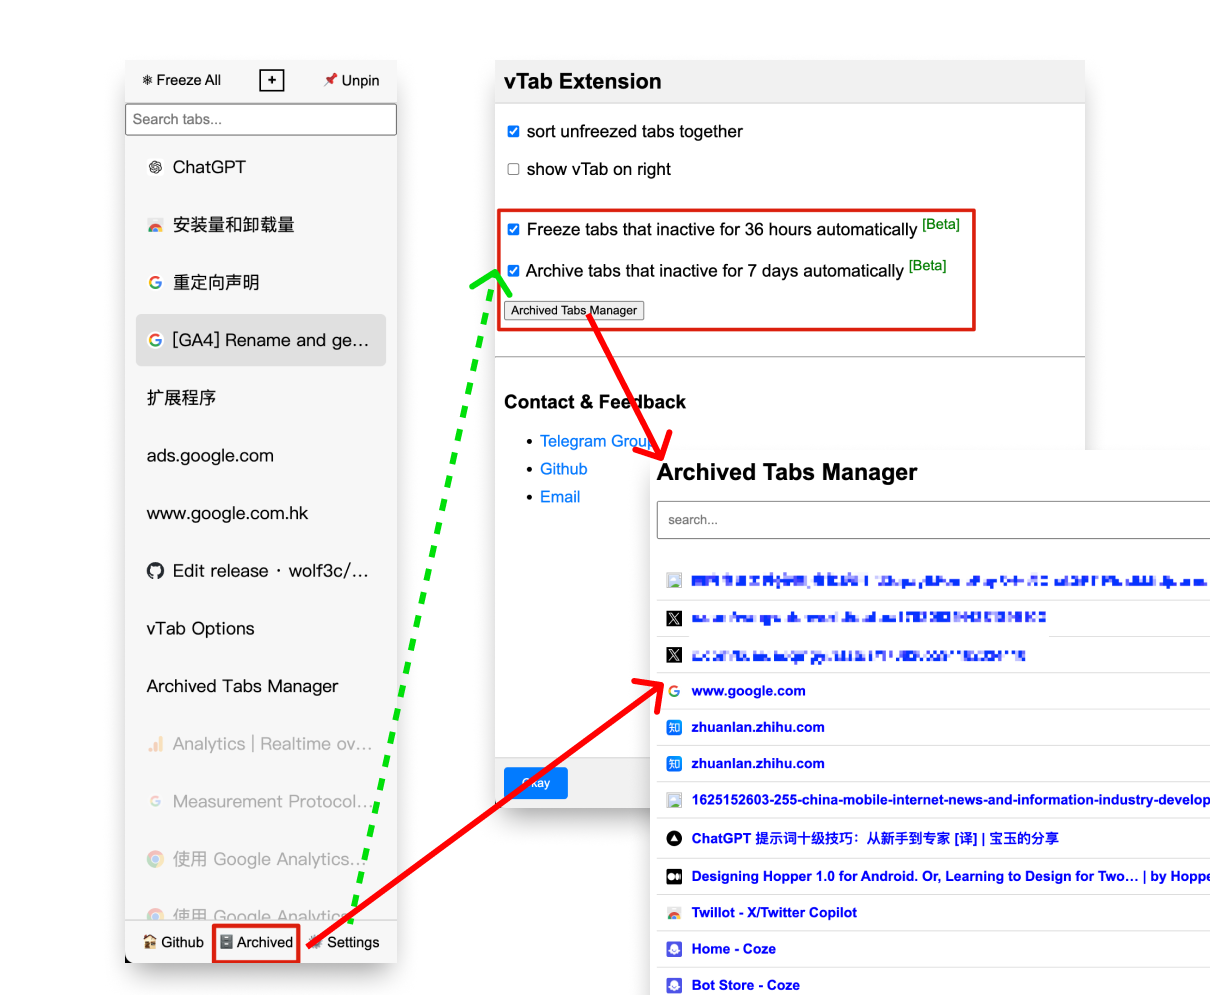 ❄ Freeze All
+
📌 Unpin
Search tabs...
ChatGPT
安装量和卸载量
重定向声明
[GA4] Rename and ge...
扩展程序
ads.google.com
www.google.com.hk
Edit release · wolf3c/...
vTab Options
Archived Tabs Manager
Analytics | Realtime ov...
Measurement Protocol...
使用 Google Analytics...
使用 Google Analytics
Github
Archived
Settings
vTab Extension
sort unfreezed tabs together
show vTab on right
Freeze tabs that inactive for 36 hours automatically [Beta]
Archive tabs that inactive for 7 days automatically [Beta]
Archived Tabs Manager
Contact & Feedback
• Telegram Group
• Github
• Email
Okay
Archived Tabs Manager
search...
www.google.com
知 zhuanlan.zhihu.com
知 zhuanlan.zhihu.com
1625152603-255-china-mobile-internet-news-and-information-industry-develop
ChatGPT 提示词十级技巧：从新手到专家 [译] | 宝玉的分享
Designing Hopper 1.0 for Android. Or, Learning to Design for Two… | by Hoppe
Twillot - X/Twitter Copilot
Home - Coze
Bot Store - Coze